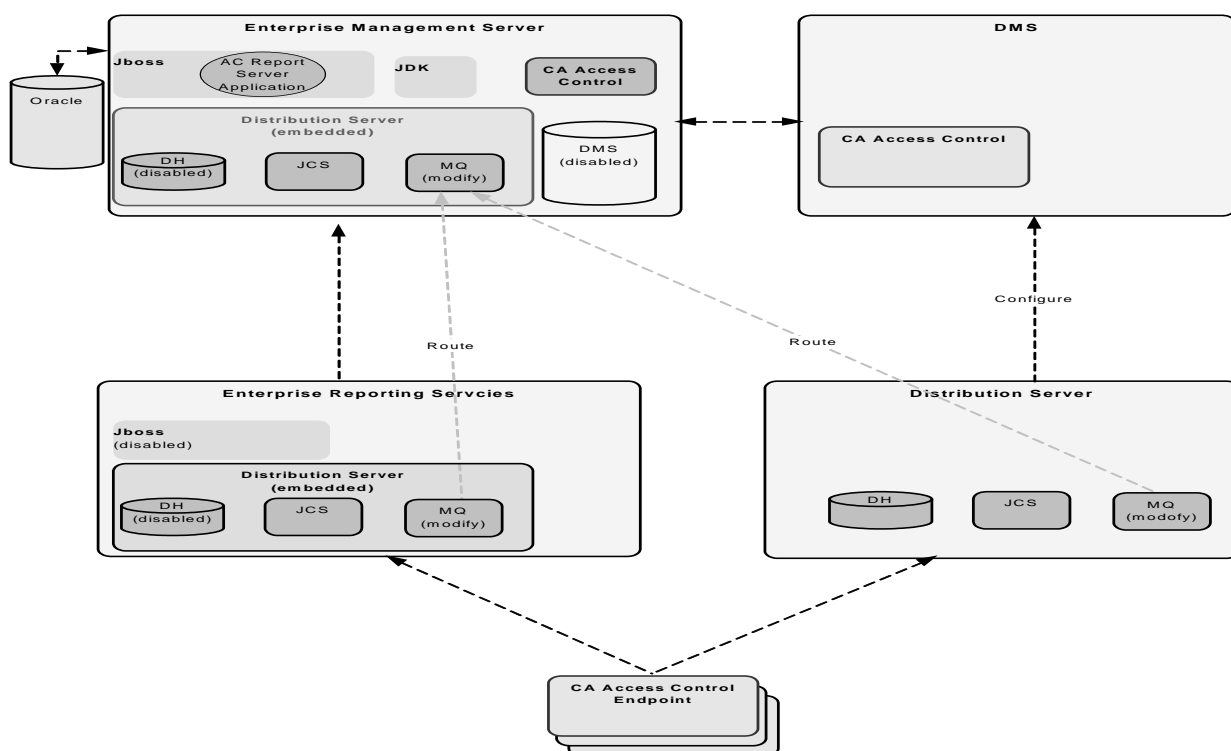 Enterprise Management Server
DMS
Jboss
AC Report
Server
Application
JDK
CA Access
Control
Oracle
Distribution Server
(embedded)
DH
(disabled)
JCS
MQ
(modify)
DMS
(disabled)
CA Access Control
Configure
Route
Route
Enterprise Reporting Servcies
Distribution Server
Jboss
(disabled)
Distribution Server
(embedded)
DH
(disabled)
JCS
MQ
(modify)
DH
JCS
MQ
(modofy)
CA Access Control
Endpoint